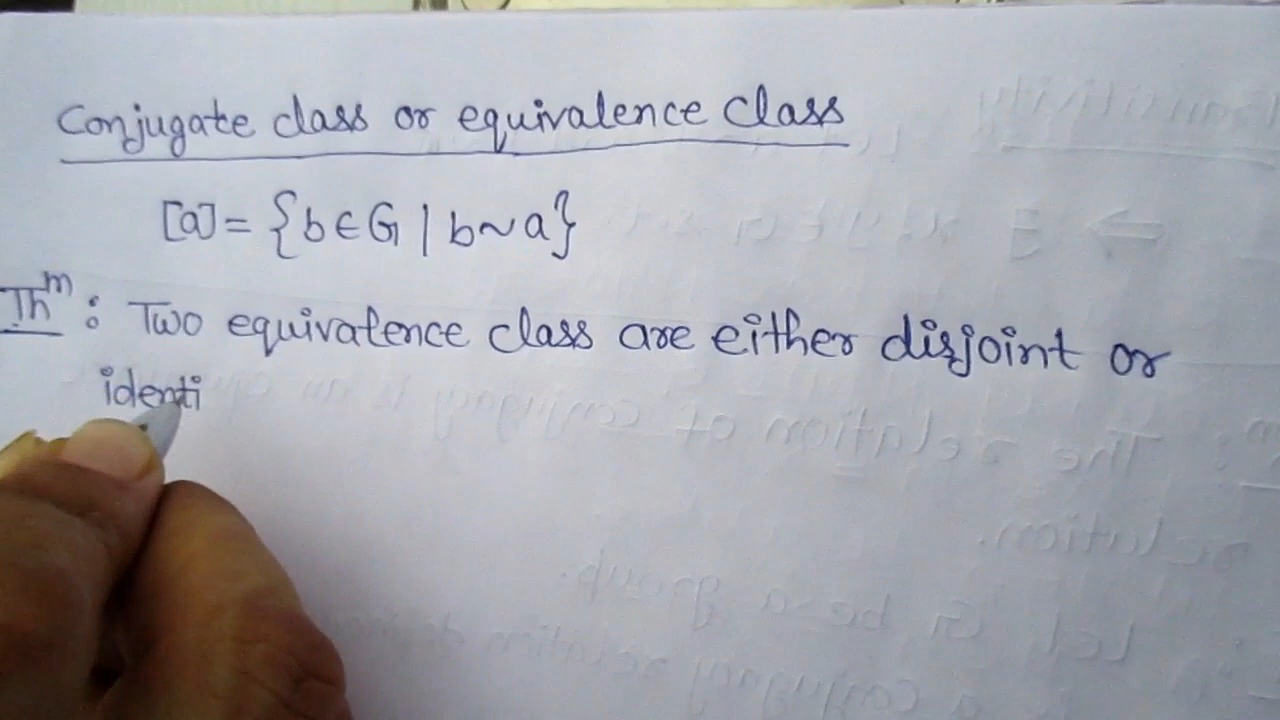 Conjugate class or equivalence class
[a] = {b ∈ G | b ~ a}
Thm : Two equivalence class are either disjoint or
identi